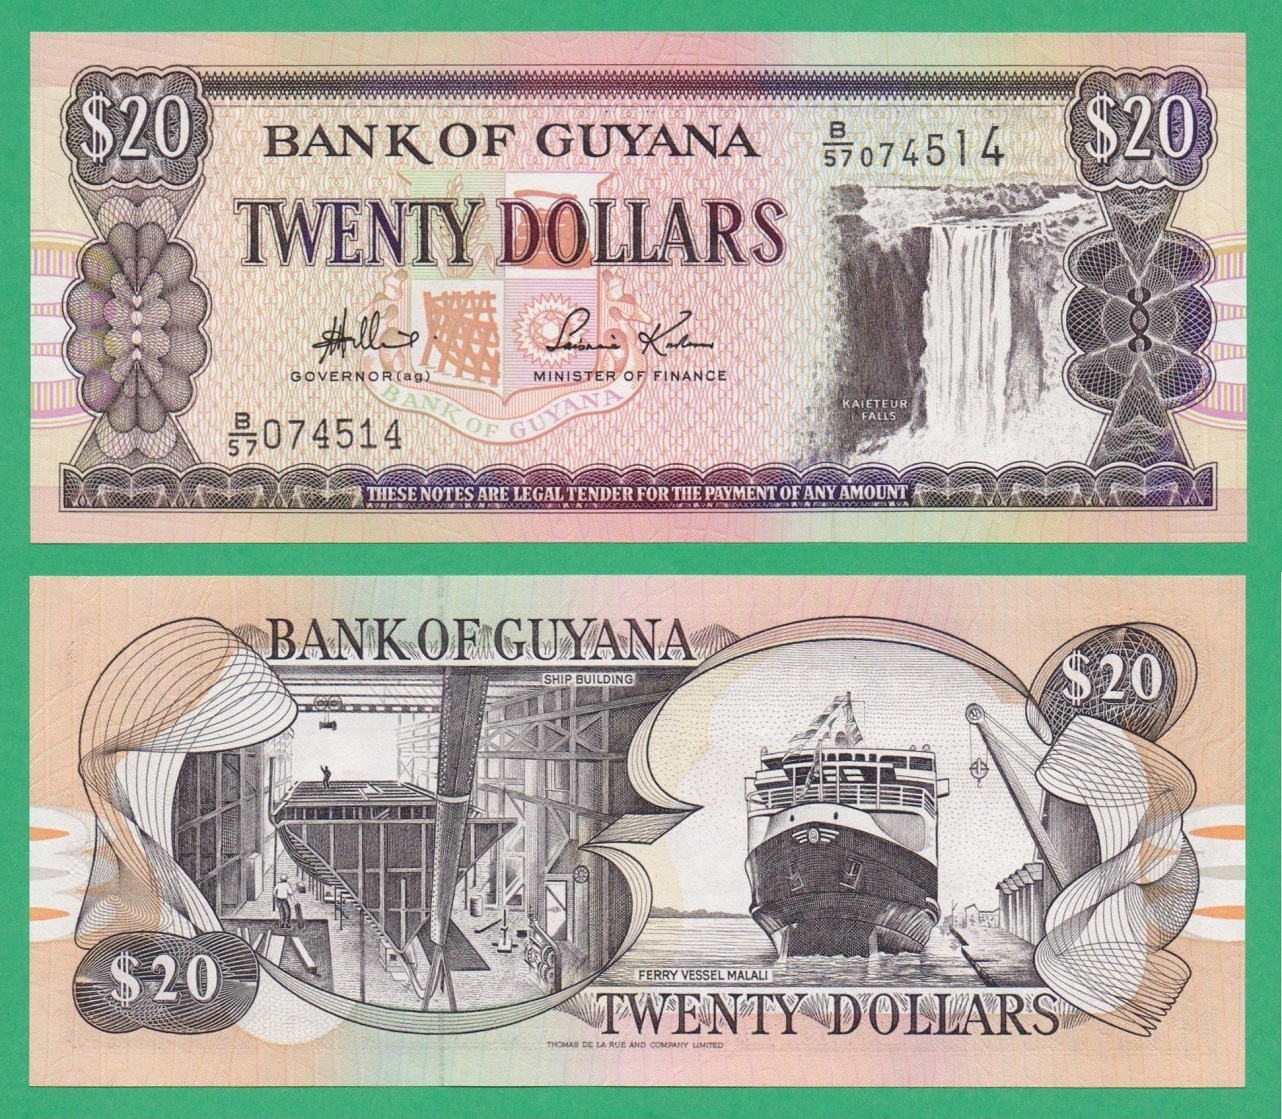 $20
$20
BANK OF GUYANA
B/57 074514
TWENTY DOLLARS
GOVERNOR (ag)
MINISTER OF FINANCE
BANK OF GUYANA
KAIETEUR
FALLS
B/57 074514
THESE NOTES ARE LEGAL TENDER FOR THE PAYMENT OF ANY AMOUNT
BANK OF GUYANA
$20
SHIP BUILDING
$20
FERRY VESSEL MALALI
TWENTY DOLLARS
THOMAS DE LA RUE AND COMPANY LIMITED